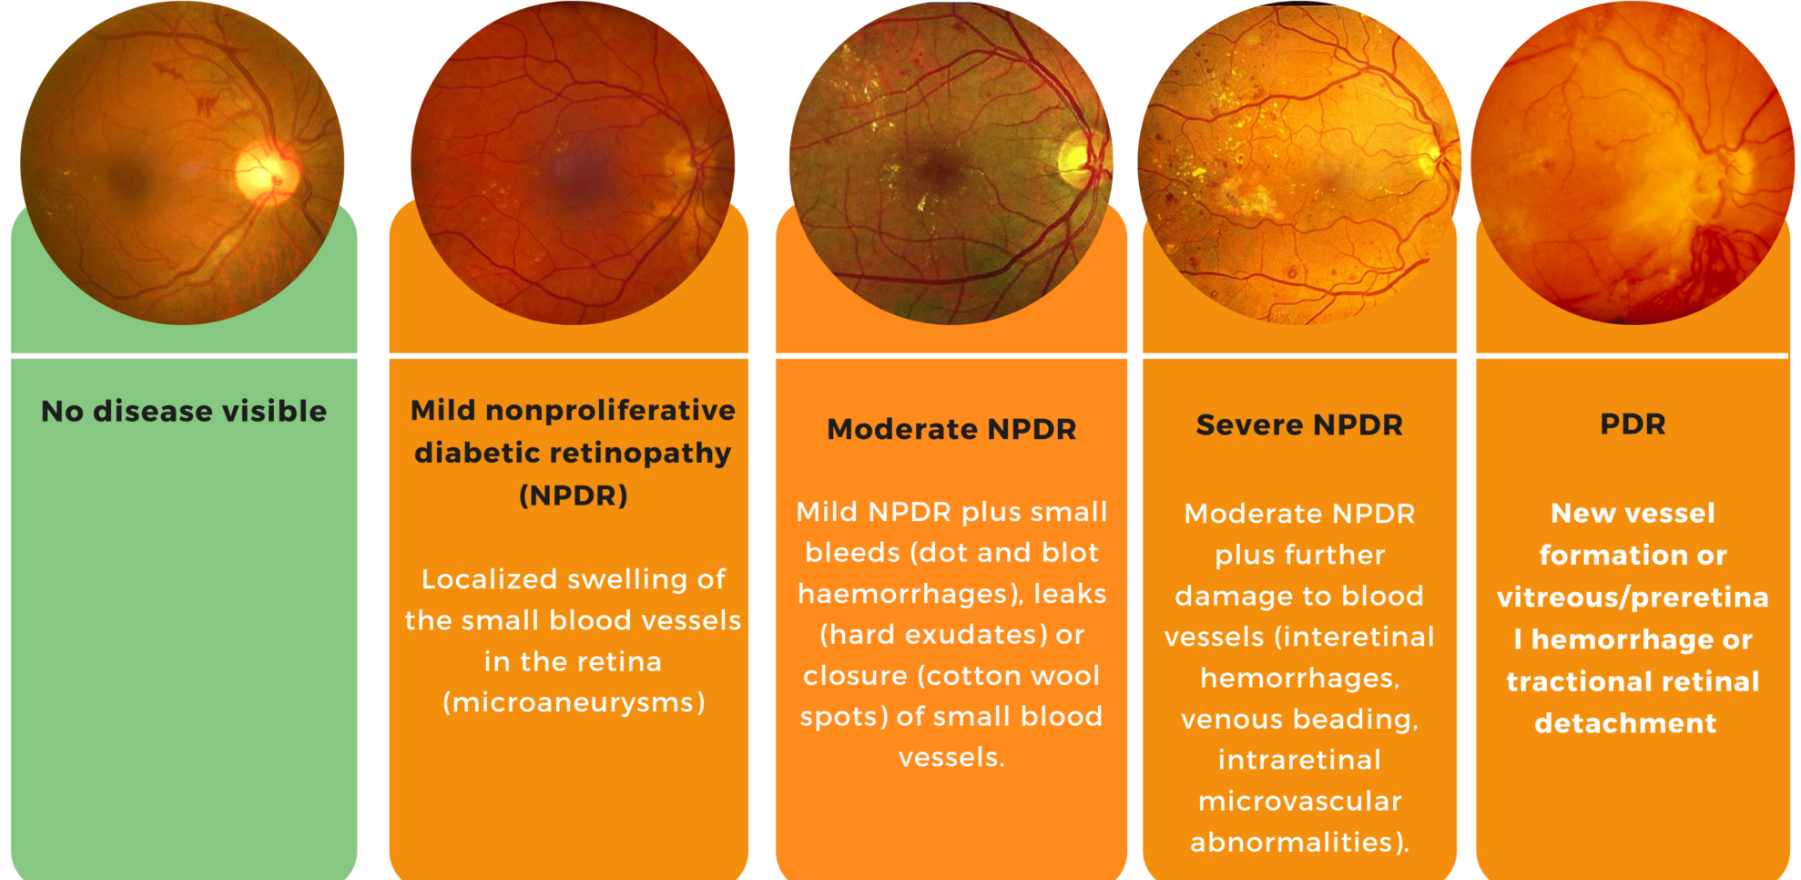 No disease visible
Mild nonproliferative
diabetic retinopathy
(NPDR)
Localized swelling of
the small blood vessels
in the retina
(microaneurysms)
Moderate NPDR
Mild NPDR plus small
bleeds (dot and blot
haemorrhages), leaks
(hard exudates) or
closure (cotton wool
spots) of small blood
vessels.
Severe NPDR
Moderate NPDR
plus further
damage to blood
vessels (interetinal
hemorrhages,
venous beading,
intraretinal
microvascular
abnormalities).
PDR
New vessel
formation or
vitreous/preretina
l hemorrhage or
tractional retinal
detachment